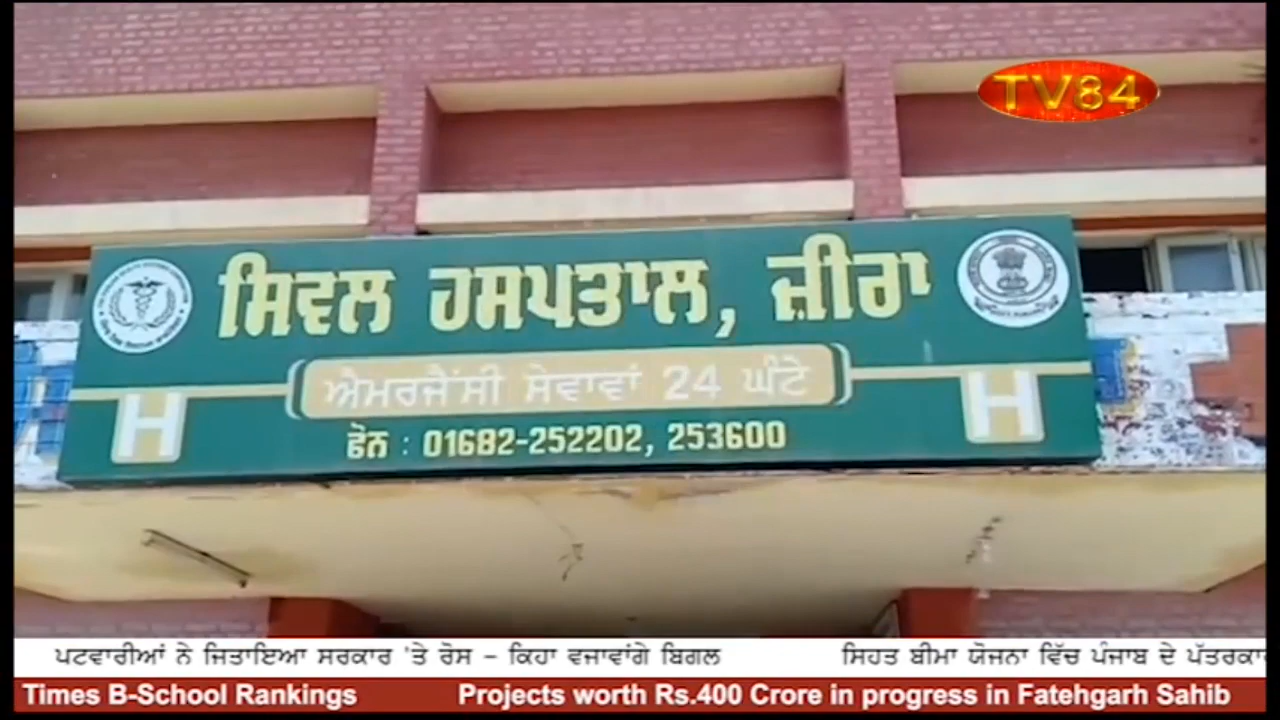 TV84
ਸਿਵਲ ਹਸਪਤਾਲ, ਜ਼ੀਰਾ
ਐਮਰਜੈਂਸੀ ਸੇਵਾਵਾਂ 24 ਘੰਟੇ
H H
ਫੋਨ : 01682-252202, 253600
ਪਟਵਾਰੀਆਂ ਨੇ ਜਿਤਾਇਆ ਸਰਕਾਰ 'ਤੇ ਰੋਸ – ਕਿਹਾ ਵਜਾਵਾਂਗੇ ਬਿਗਲ ਸਿਹਤ ਬੀਮਾ ਯੋਜਨਾ ਵਿੱਚ ਪੰਜਾਬ ਦੇ ਪੱਤਰਕਾਰ
Times B-School Rankings Projects worth Rs.400 Crore in progress in Fatehgarh Sahib